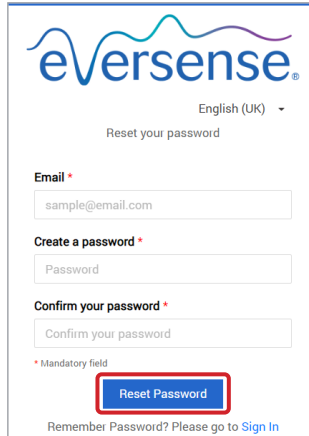 eversense®
English (UK)
Reset your password
Email *
sample@email.com
Create a password *
Password
Confirm your password *
Confirm your password
* Mandatory field
Reset Password
Remember Password? Please go to Sign In